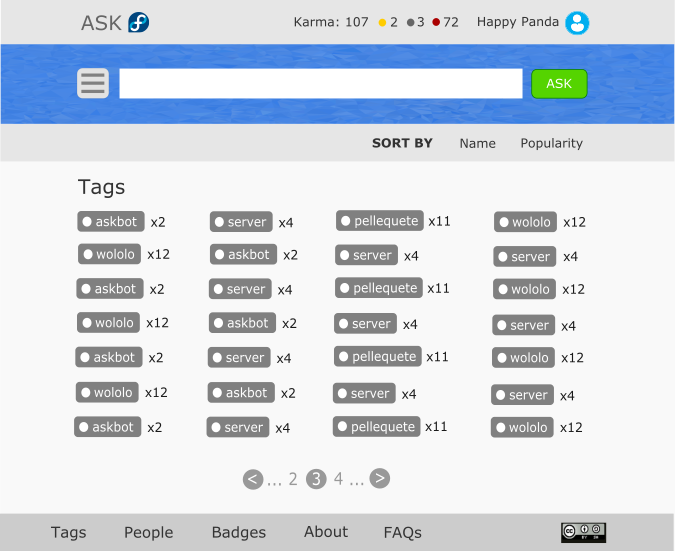 ASK Karma: 107 2 3 72 Happy Panda
ASK
SORT BY Name Popularity
Tags
askbot x2 server x4 pellequete x11 wololo x12
wololo x12 askbot x2 server x4 server x4
askbot x2 server x4 pellequete x11 wololo x12
wololo x12 askbot x2 server x4 server x4
askbot x2 server x4 pellequete x11 wololo x12
wololo x12 askbot x2 server x4 server x4
askbot x2 server x4 pellequete x11 wololo x12
< ... 2 3 4 ... >
Tags People Badges About FAQs
cc BY SA